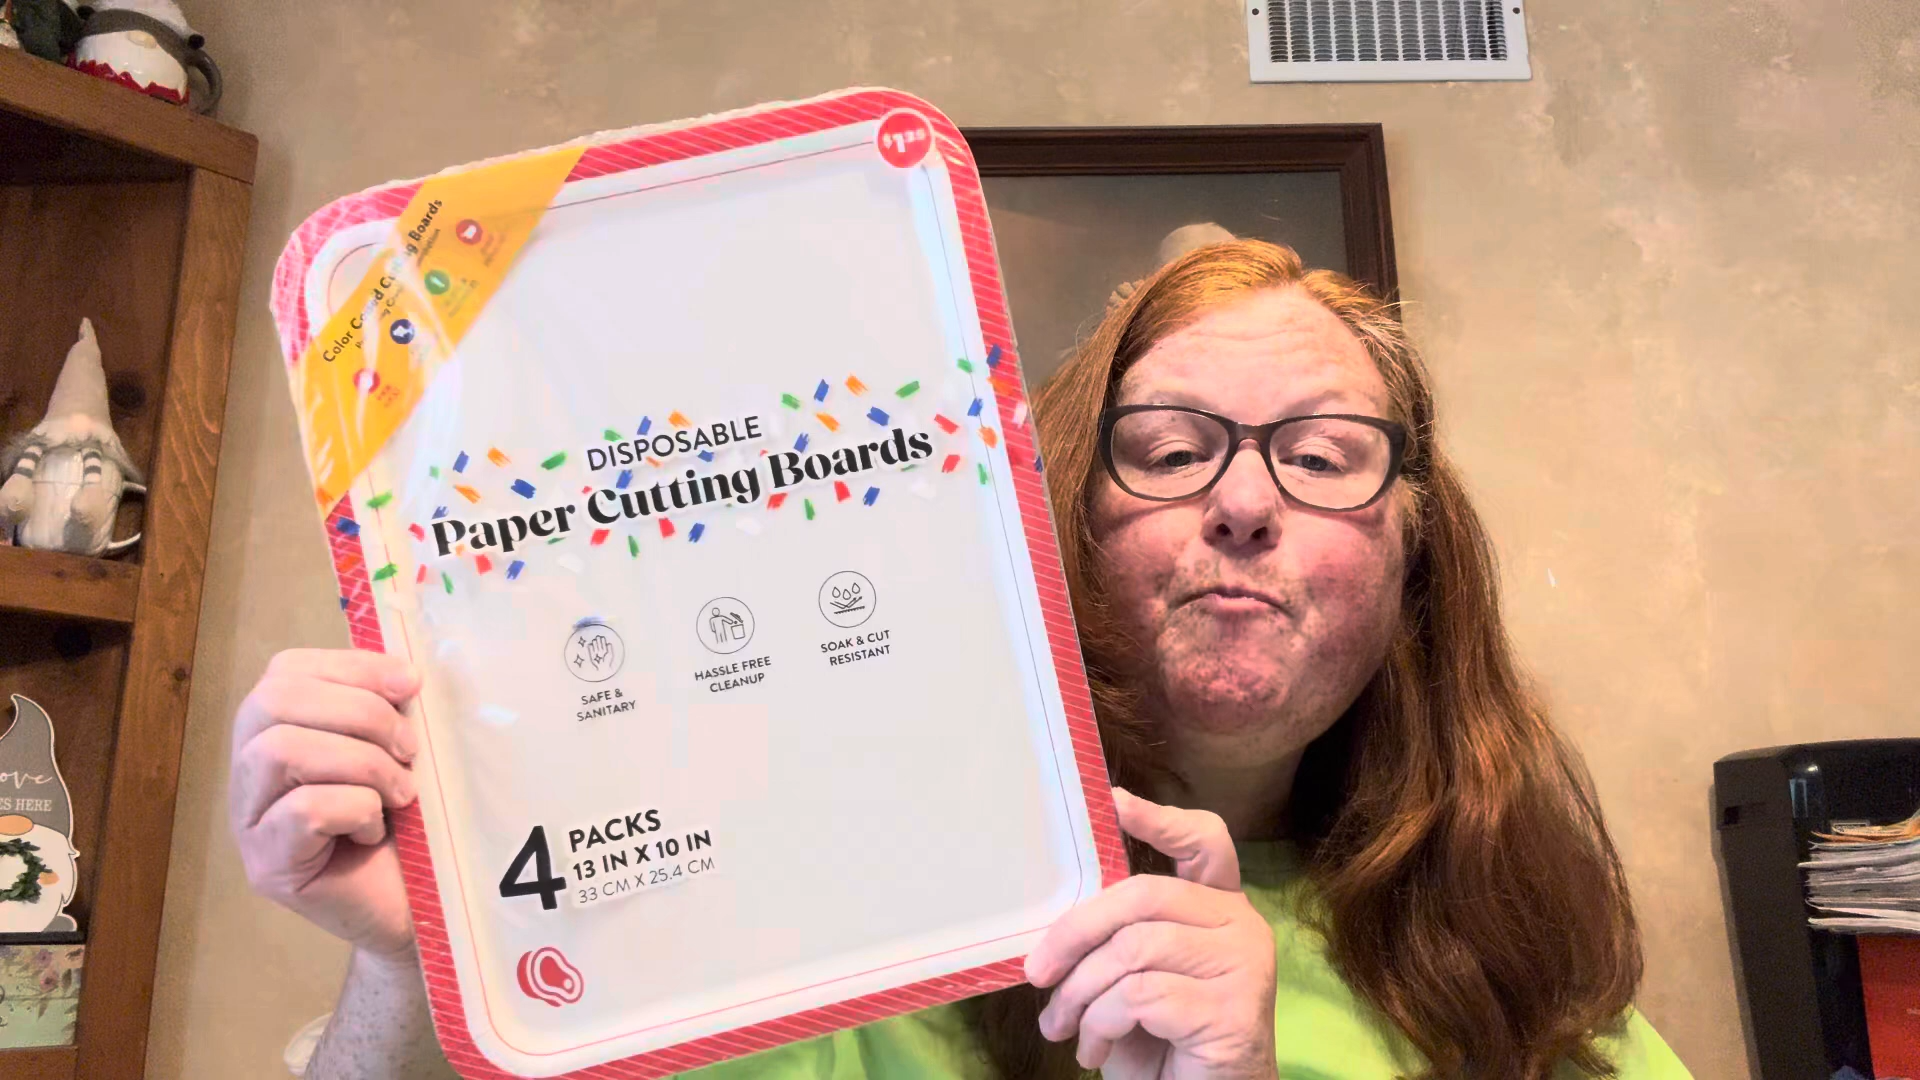 $1.25
Color Coded Cutting Boards
DISPOSABLE
Paper Cutting Boards
SAFE &
SANITARY
HASSLE FREE
CLEANUP
SOAK & CUT
RESISTANT
4 PACKS
13 IN X 10 IN
33 CM X 25.4 CM
ove
ES HERE